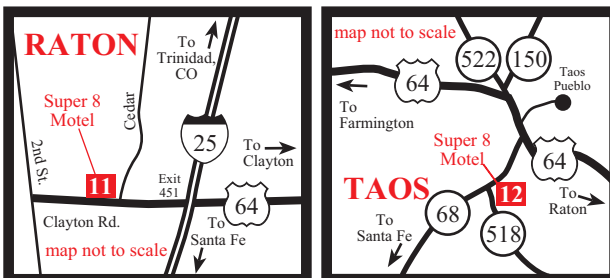 RATON
To
Trinidad,
CO
Super 8
Motel
Cedar
2nd St.
25
To
Clayton
11
Exit
451
64
Clayton Rd.
To
Santa Fe
map not to scale
map not to scale
522
150
64
Taos
Pueblo
To
Farmington
Super 8
Motel
64
TAOS
12
To
Raton
68
To
Santa Fe
518